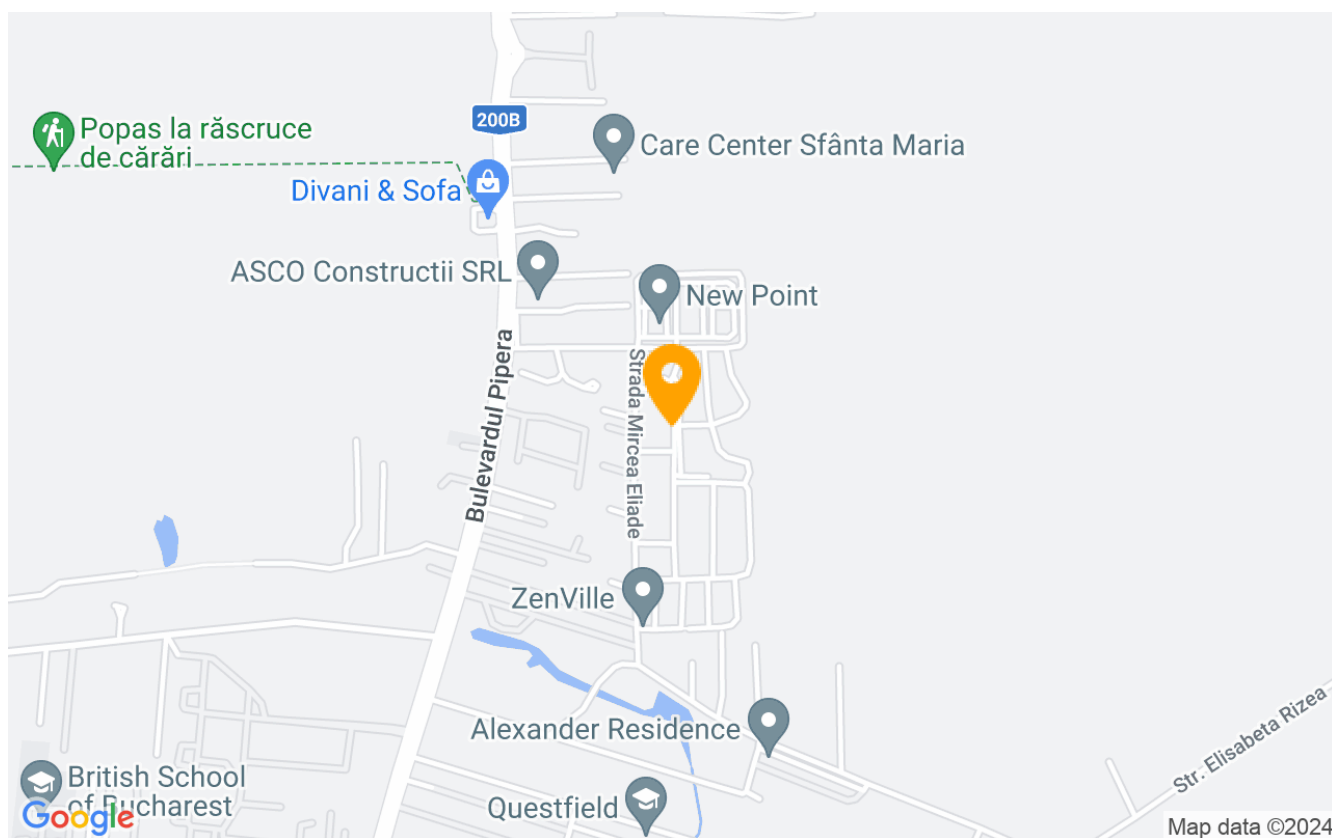 200B
Popas la răscruce
de cărări
Care Center Sfânta Maria
Divani & Sofa
ASCO Constructii SRL
New Point
Bulevardul Pipera
Strada Mircea Eliade
ZenVille
Alexander Residence
Str. Elisabeta Rizea
British School
of Bucharest
Questfield
Google
Map data ©2024